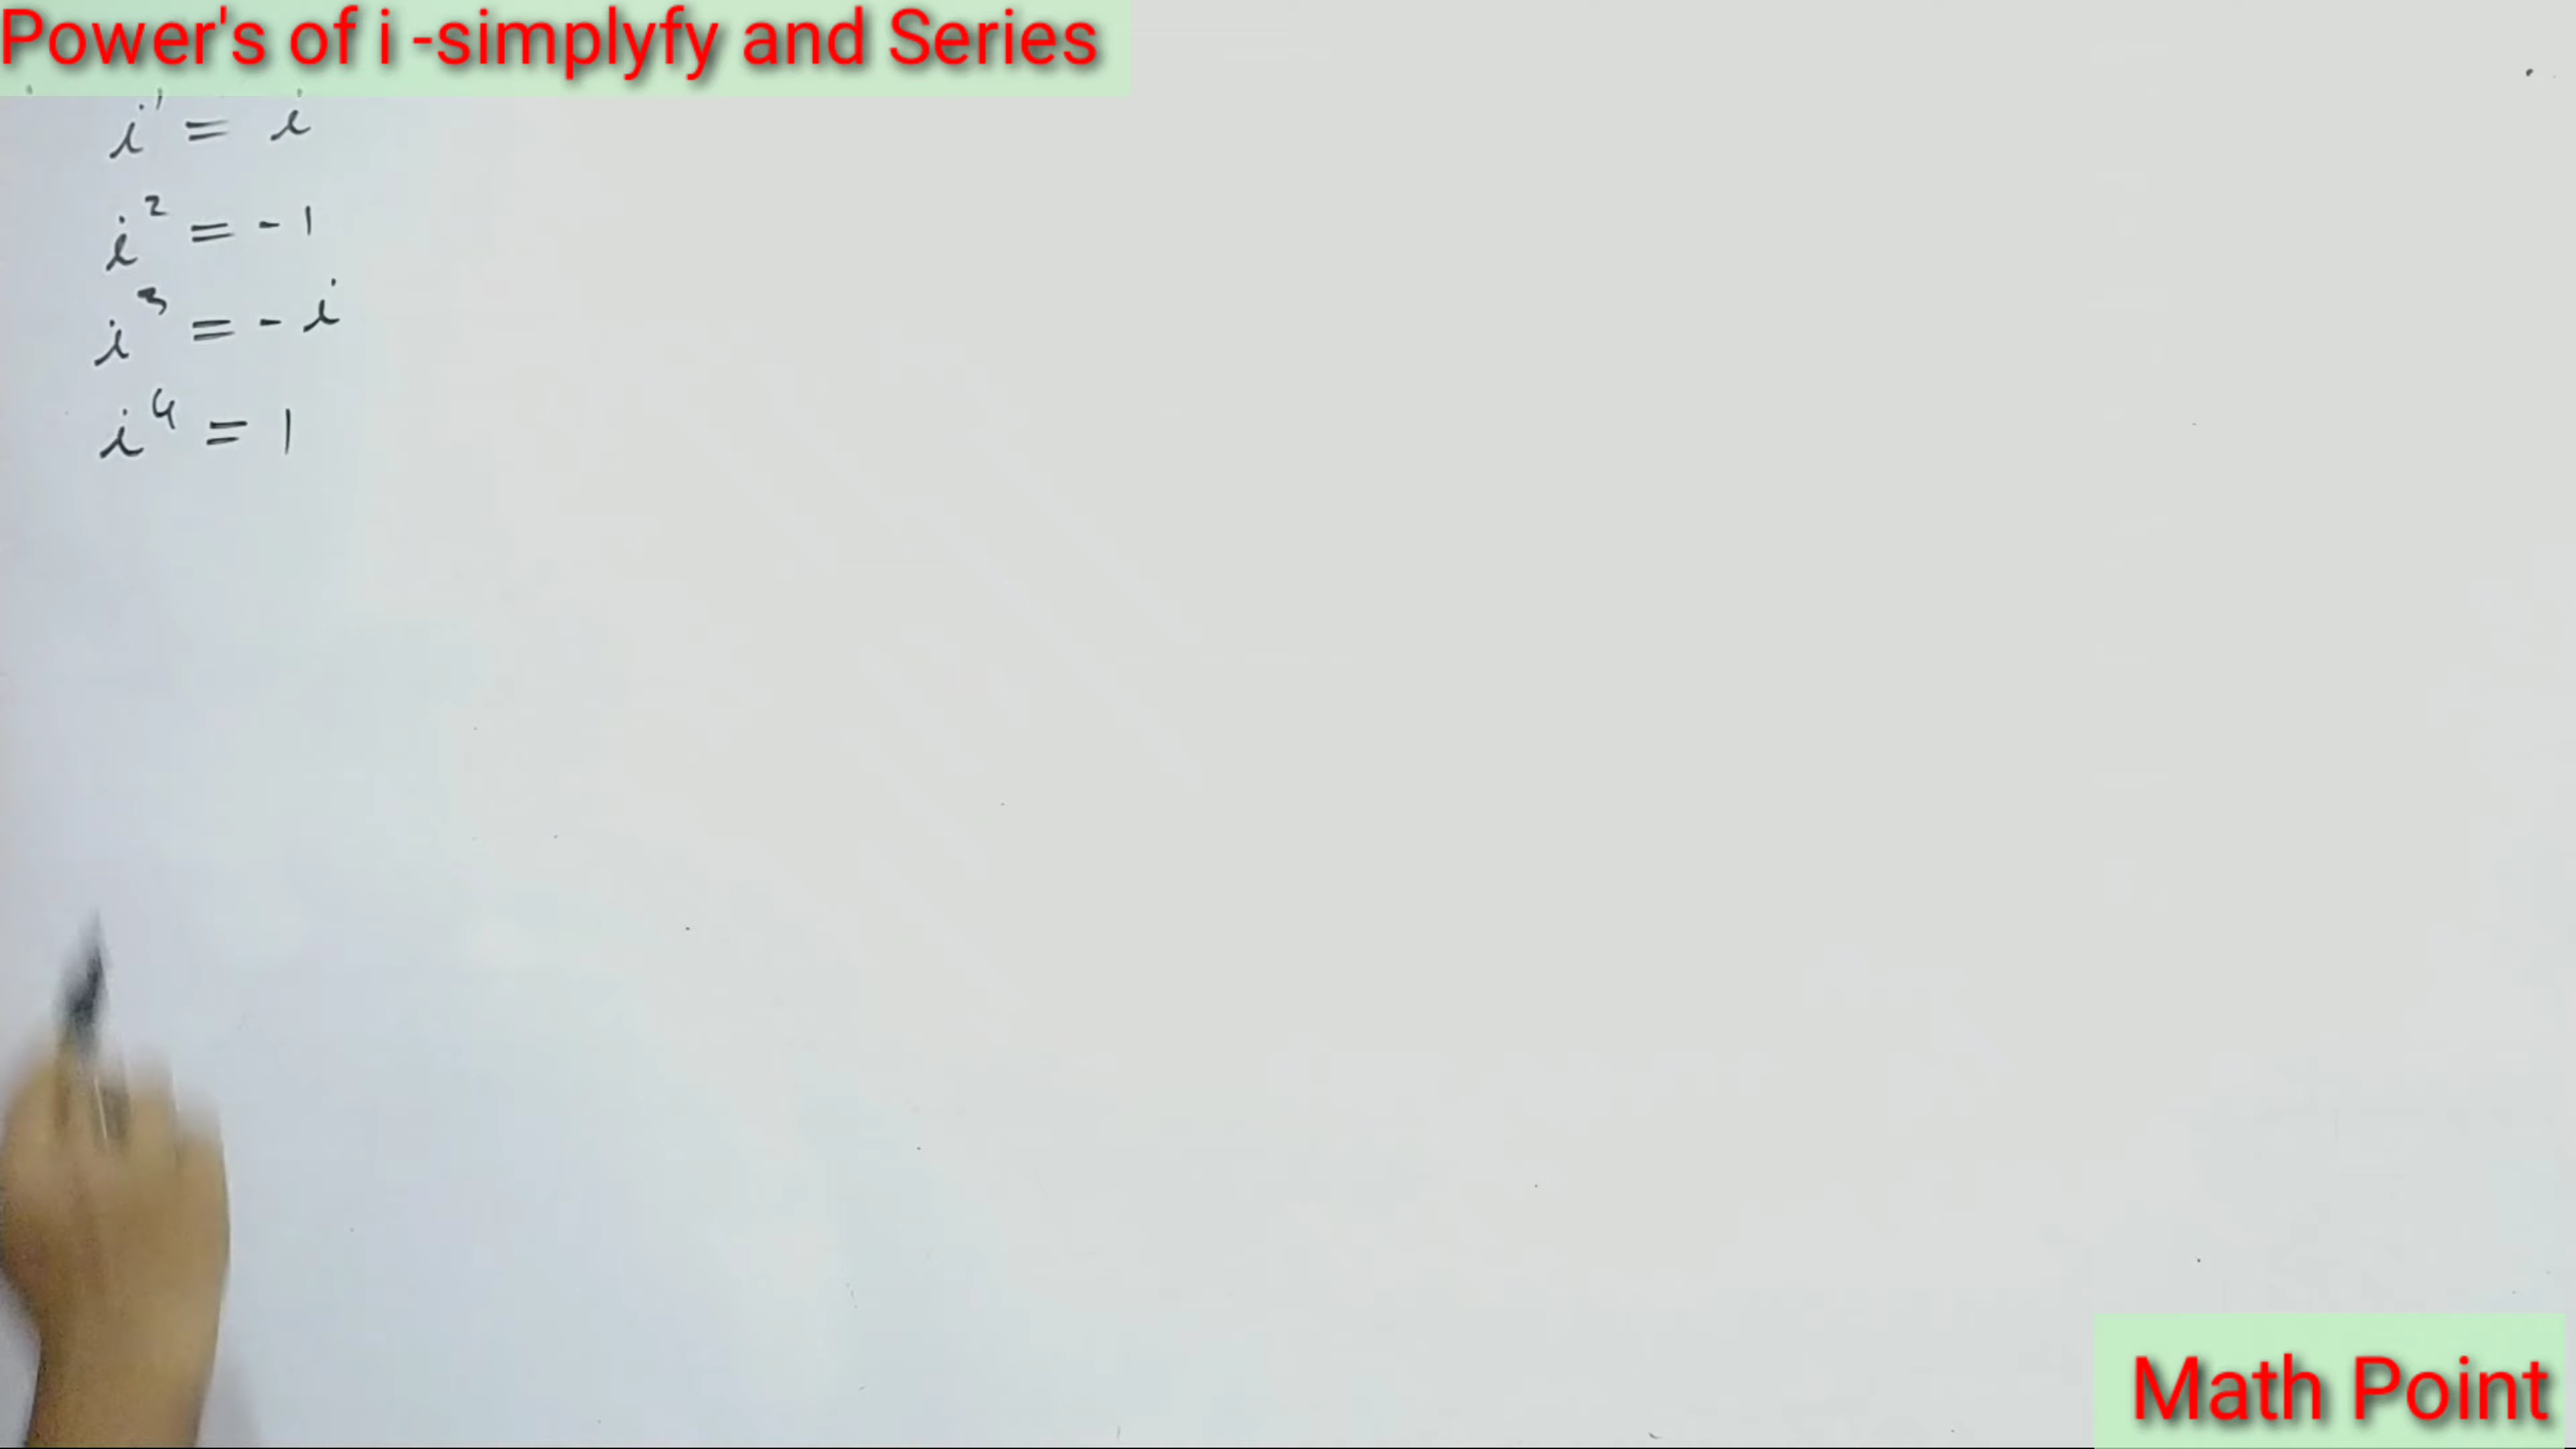 Power's of i -simplyfy and Series
i¹ = i
i² = -1
i³ = -i
i⁴ = 1
Math Point